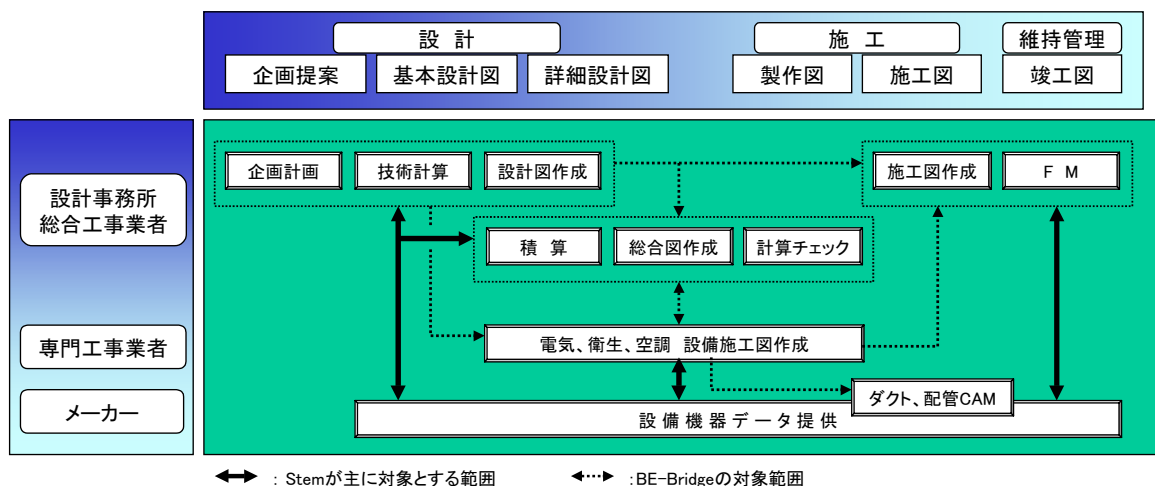 設 計
施 工
維持管理
企画提案
基本設計図
詳細設計図
製作図
施工図
竣工図
設計事務所
総合工事業者
専門工事業者
メーカー
企画計画
技術計算
設計図作成
施工図作成
F M
積 算
総合図作成
計算チェック
電気、衛生、空調 設備施工図作成
ダクト、配管CAM
設 備 機 器 デ ー タ 提 供
: Stemが主に対象とする範囲
:BE-Bridgeの対象範囲